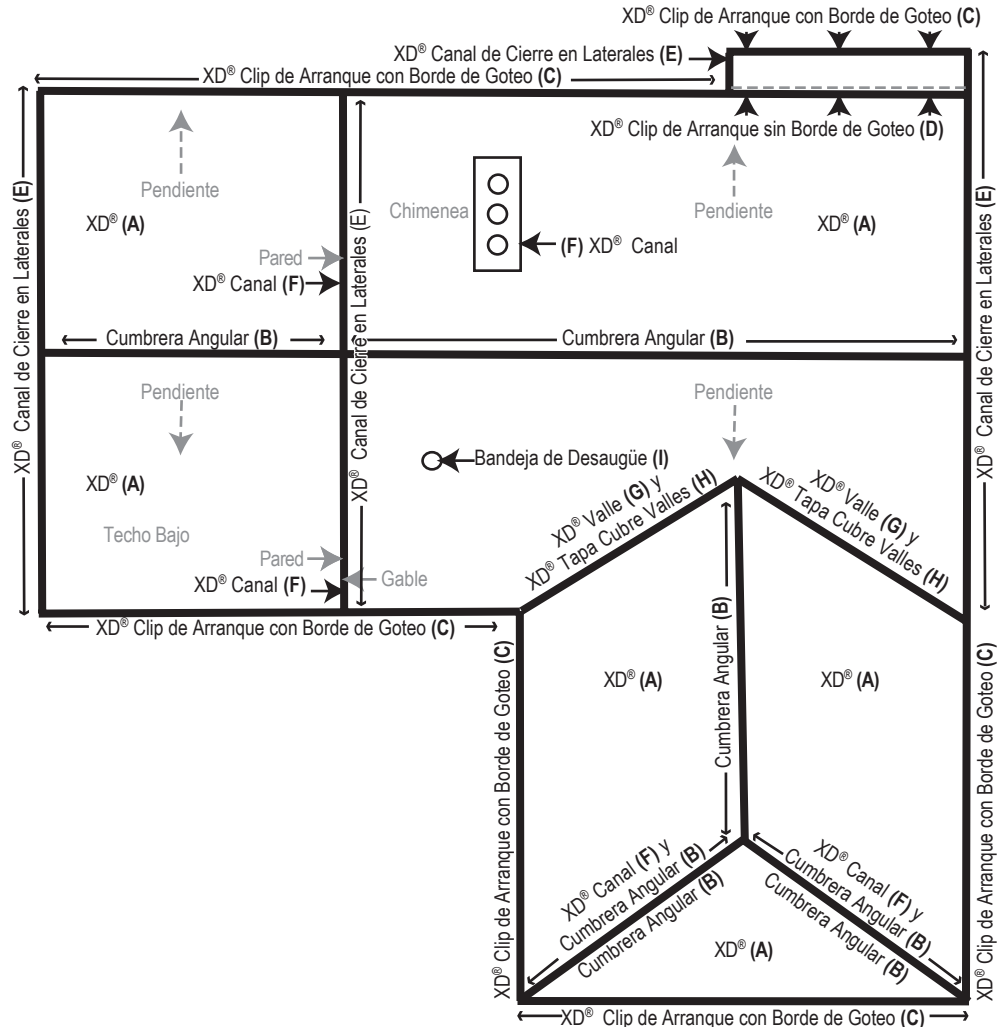 XD® Clip de Arranque con Borde de Goteo (C)
XD® Canal de Cierre en Laterales (E)
XD® Clip de Arranque con Borde de Goteo (C)
XD® Clip de Arranque sin Borde de Goteo (D)
XD® Canal de Cierre en Laterales (E)
Pendiente
XD® (A)
Pared
XD® Canal (F)
XD® Canal de Cierre en Laterales (E)
Chimenea
(F) XD® Canal
Pendiente
XD® (A)
XD® Canal de Cierre en Laterales (E)
Cumbrera Angular (B)
Cumbrera Angular (B)
Pendiente
XD® (A)
Techo Bajo
Pared
XD® Canal (F)
Gable
Bandeja de Desaugüe (I)
Pendiente
XD® Valle (G) y
XD® Tapa Cubre Valles (H)
XD® Valle (G) y
XD® Tapa Cubre Valles (H)
XD® Clip de Arranque con Borde de Goteo (C)
XD® Clip de Arranque con Borde de Goteo (C)
XD® (A)
Cumbrera Angular (B)
XD® (A)
XD® Clip de Arranque con Borde de Goteo (C)
XD® Canal (F) y
Cumbrera Angular (B)
Cumbrera Angular (B)
XD® Canal (F) y
Cumbrera Angular (B)
Cumbrera Angular (B)
XD® (A)
XD® Clip de Arranque con Borde de Goteo (C)